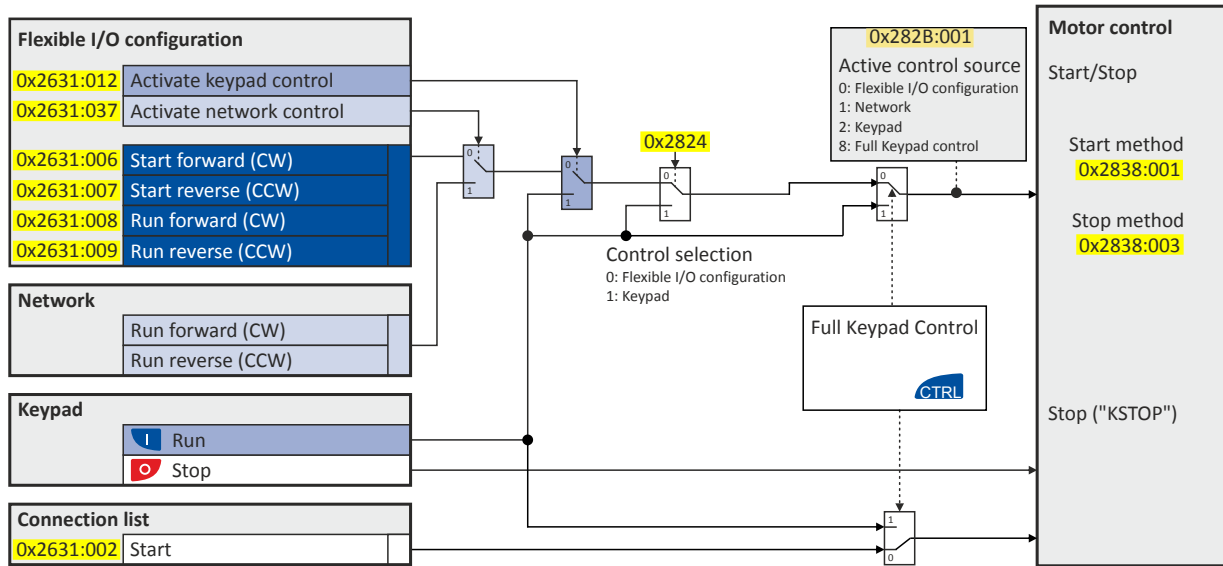 Flexible I/O configuration
0x2631:012 Activate keypad control
0x2631:037 Activate network control
0x2631:006 Start forward (CW)
0x2631:007 Start reverse (CCW)
0x2631:008 Run forward (CW)
0x2631:009 Run reverse (CCW)
Network
Run forward (CW)
Run reverse (CCW)
Keypad
I Run
O Stop
Connection list
0x2631:002 Start
0
1
0
1
0x2824
0
1
Control selection
0: Flexible I/O configuration
1: Keypad
0x282B:001
Active control source
0: Flexible I/O configuration
1: Network
2: Keypad
8: Full Keypad control
0
1
Full Keypad Control
CTRL
1
0
Motor control
Start/Stop
Start method
0x2838:001
Stop method
0x2838:003
Stop ("KSTOP")